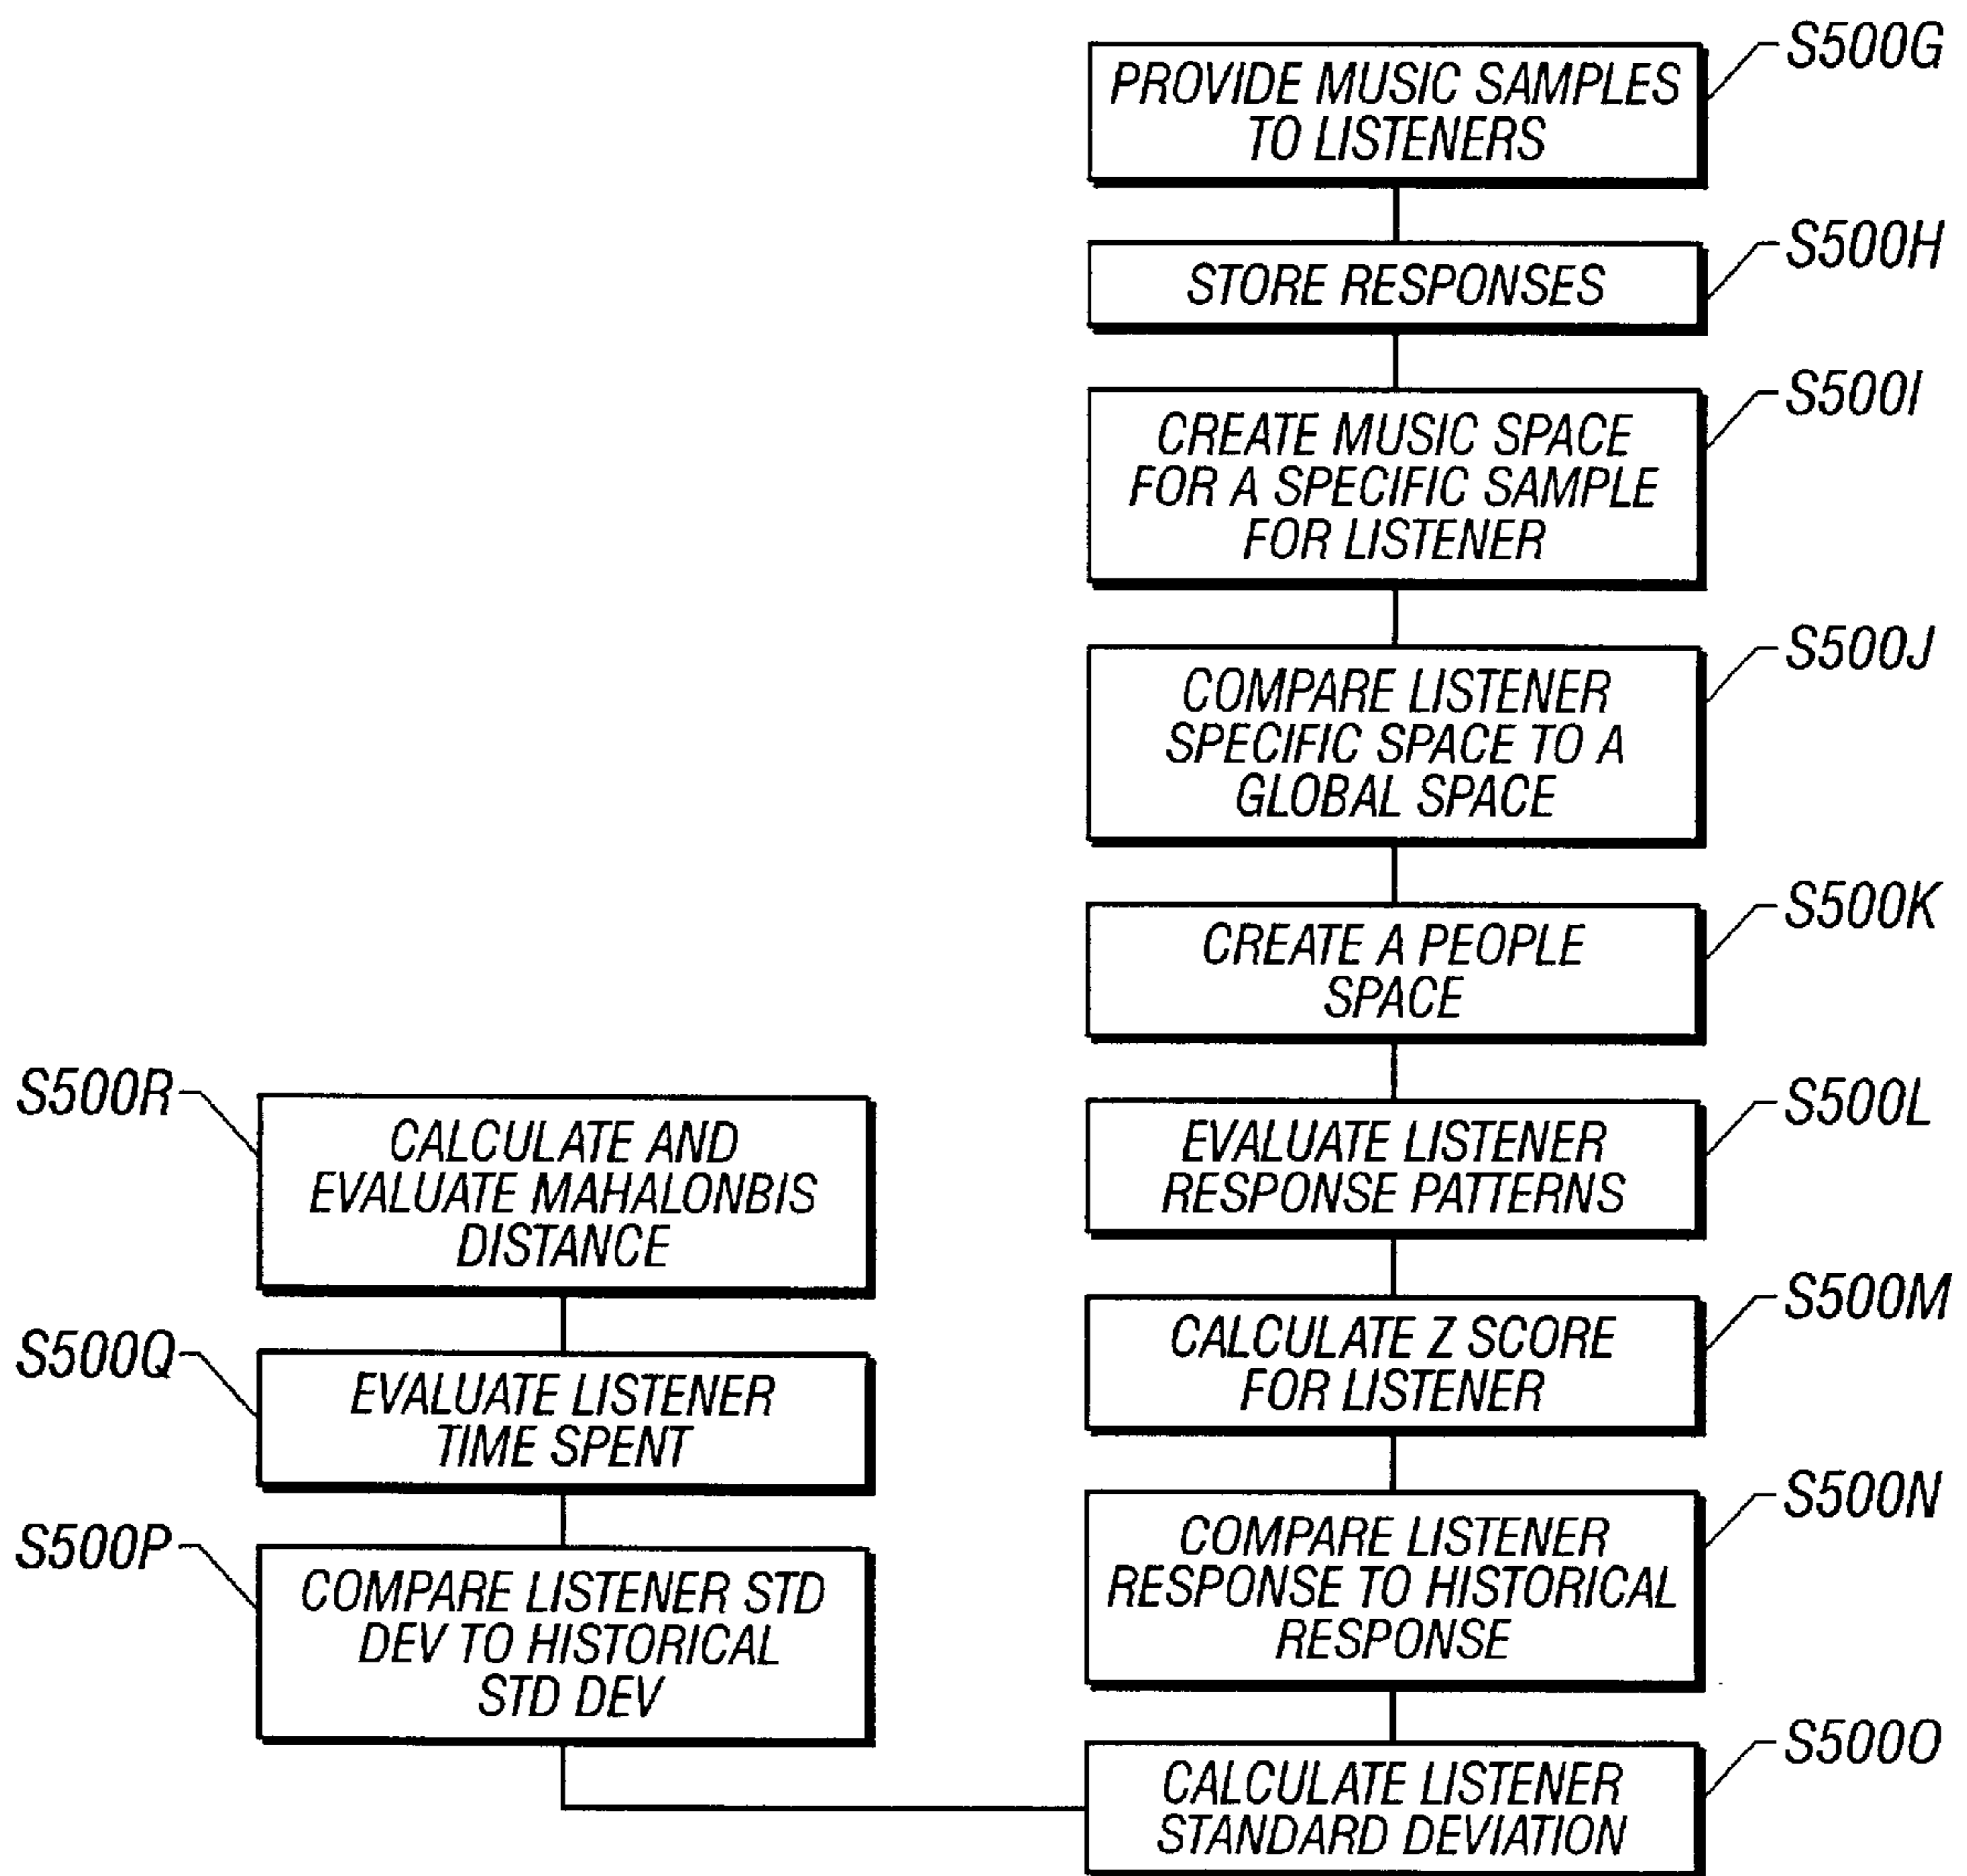 S500G
PROVIDE MUSIC SAMPLES
TO LISTENERS
S500H
STORE RESPONSES
S500I
CREATE MUSIC SPACE
FOR A SPECIFIC SAMPLE
FOR LISTENER
S500J
COMPARE LISTENER
SPECIFIC SPACE TO A
GLOBAL SPACE
S500K
CREATE A PEOPLE
SPACE
S500L
EVALUATE LISTENER
RESPONSE PATTERNS
S500M
CALCULATE Z SCORE
FOR LISTENER
S500N
COMPARE LISTENER
RESPONSE TO HISTORICAL
RESPONSE
S500O
CALCULATE LISTENER
STANDARD DEVIATION
S500P
COMPARE LISTENER STD
DEV TO HISTORICAL
STD DEV
S500Q
EVALUATE LISTENER
TIME SPENT
S500R
CALCULATE AND
EVALUATE MAHALONBIS
DISTANCE